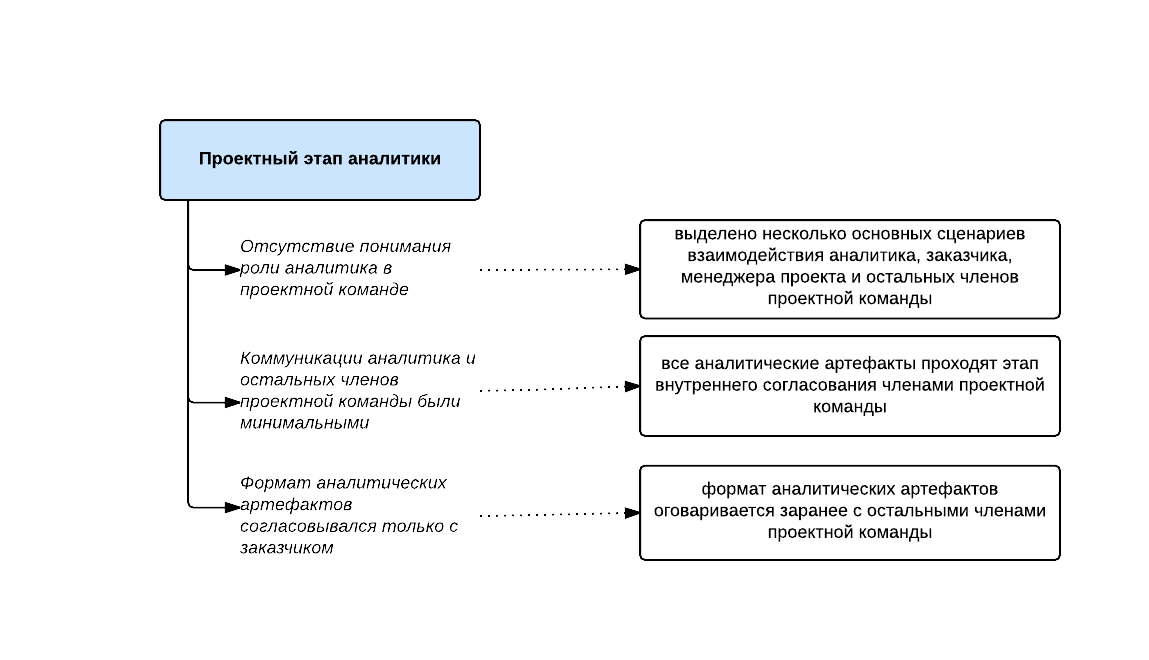 Проектный этап аналитики
Отсутствие понимания
роли аналитика в
проектной команде
выделено несколько основных сценариев
взаимодействия аналитика, заказчика,
менеджера проекта и остальных членов
проектной команды
Коммуникации аналитика и
остальных членов
проектной команды были
минимальными
все аналитические артефакты проходят этап
внутреннего согласования членами проектной
команды
Формат аналитических
артефактов
согласовывался только с
заказчиком
формат аналитических артефактов
оговаривается заранее с остальными членами
проектной команды